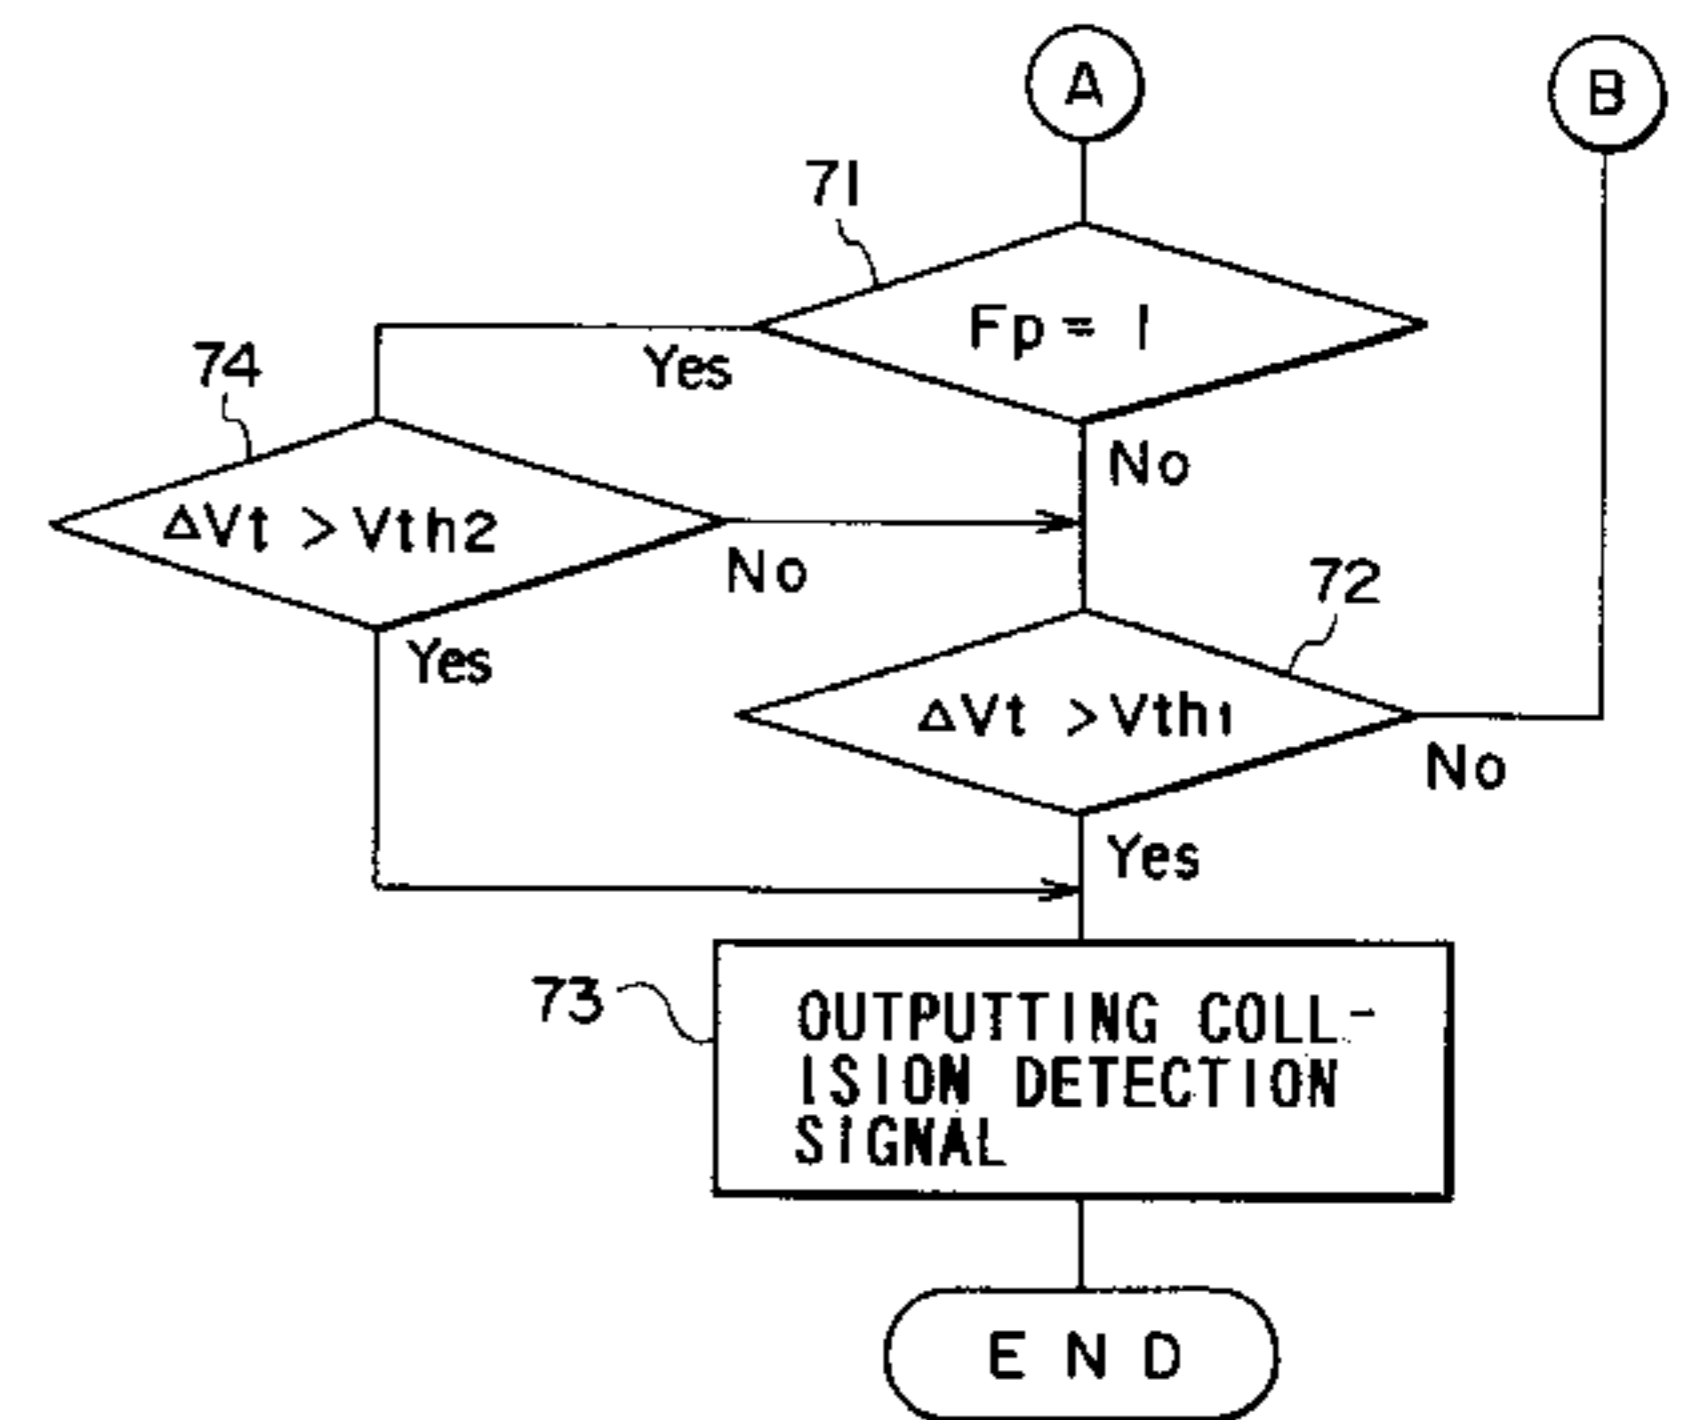 A
B
71
Fp = 1
Yes
74
No
ΔVt > Vth2
No
72
Yes
ΔVt > Vth1
No
Yes
73
OUTPUTTING COLL-
ISION DETECTION
SIGNAL
END